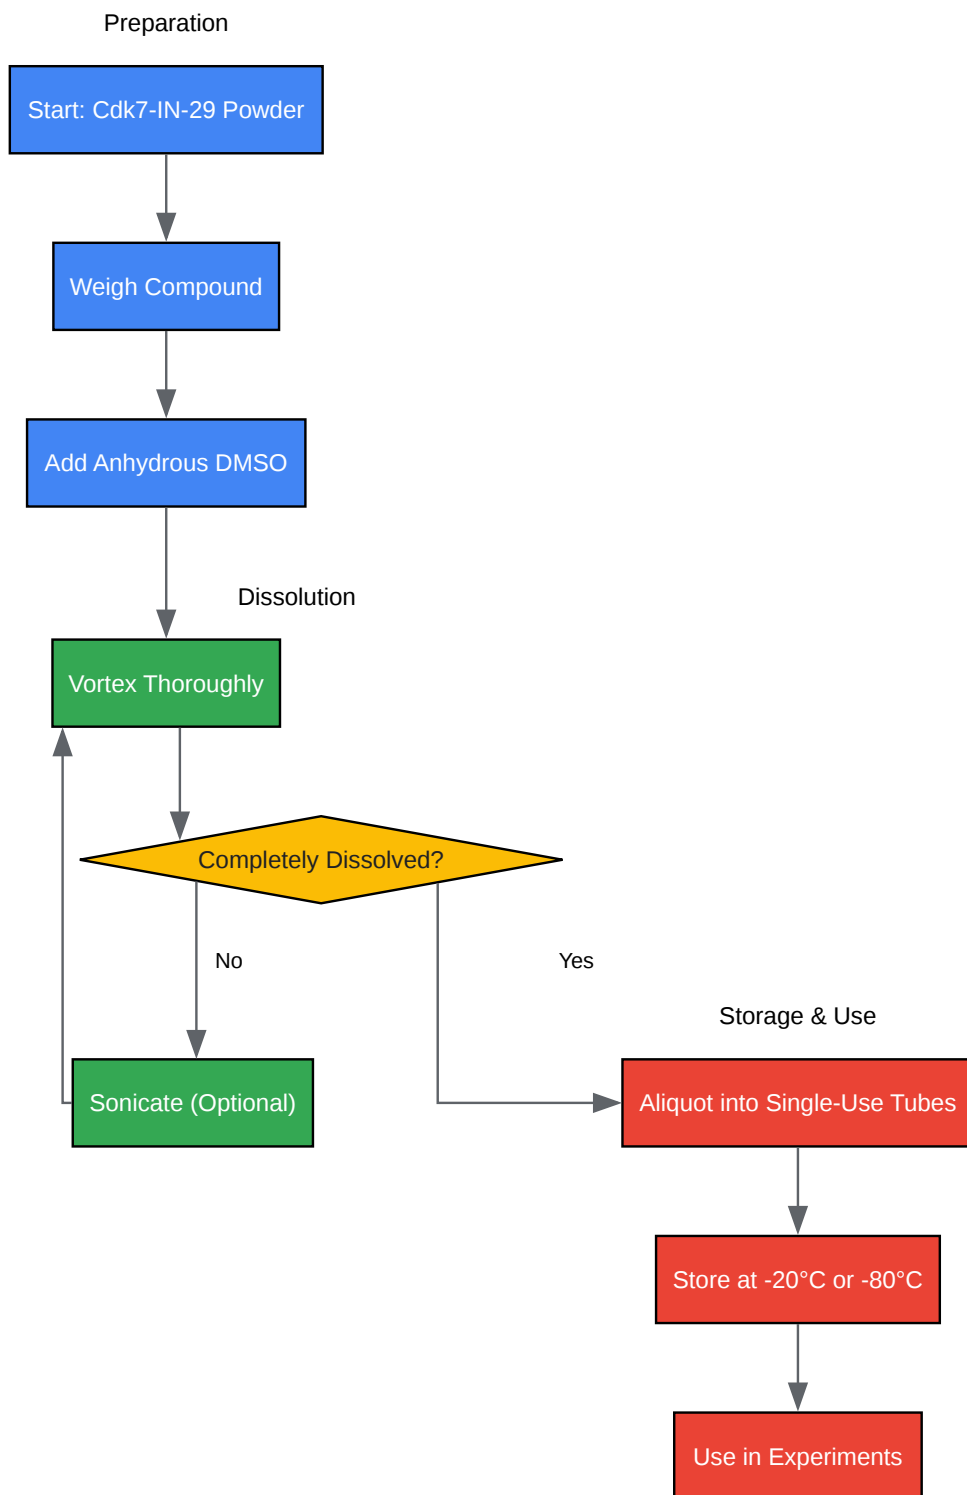 Preparation
Start: Cdk7-IN-29 Powder
Weigh Compound
Add Anhydrous DMSO
Dissolution
Vortex Thoroughly
Completely Dissolved?
No
Yes
Storage & Use
Sonicate (Optional)
Aliquot into Single-Use Tubes
Store at -20°C or -80°C
Use in Experiments